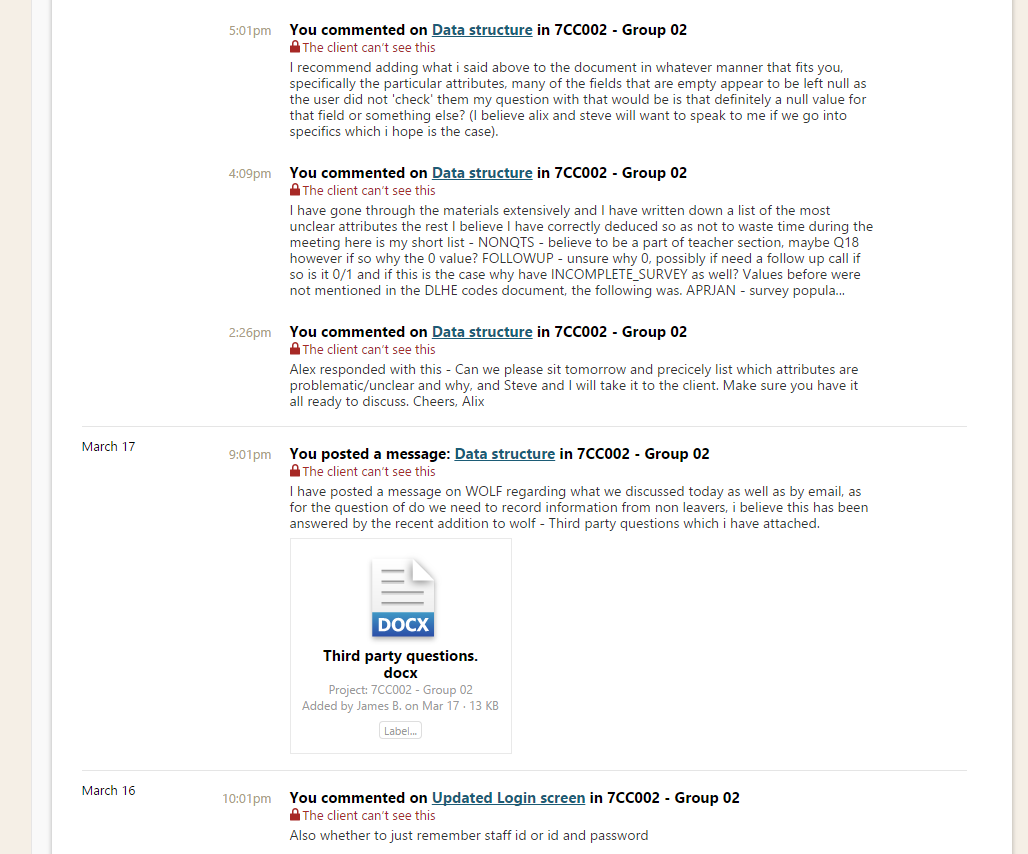 5:01pm You commented on Data structure in 7CC002 - Group 02
The client can't see this
I recommend adding what i said above to the document in whatever manner that fits you,
specifically the particular attributes, many of the fields that are empty appear to be left null as
the user did not 'check' them my question with that would be is that definitely a null value for
that field or something else? (I believe alix and steve will want to speak to me if we go into
specifics which i hope is the case).
4:09pm You commented on Data structure in 7CC002 - Group 02
The client can't see this
I have gone through the materials extensively and I have written down a list of the most
unclear attributes the rest I believe I have correctly deduced so as not to waste time during the
meeting here is my short list - NONQTS - believe to be a part of teacher section, maybe Q18
however if so why the 0 value? FOLLOWUP - unsure why 0, possibly if need a follow up call if
so is it 0/1 and if this is the case why have INCOMPLETE_SURVEY as well? Values before were
not mentioned in the DLHE codes document, the following was. APRJAN - survey popula...
2:26pm You commented on Data structure in 7CC002 - Group 02
The client can't see this
Alex responded with this - Can we please sit tomorrow and precicely list which attributes are
problematic/unclear and why, and Steve and I will take it to the client. Make sure you have it
all ready to discuss. Cheers, Alix
March 17
9:01pm You posted a message: Data structure in 7CC002 - Group 02
The client can't see this
I have posted a message on WOLF regarding what we discussed today as well as by email, as
for the question of do we need to record information from non leavers, i believe this has been
answered by the recent addition to wolf - Third party questions which i have attached.
DOCX
Third party questions.
docx
Project: 7CC002 - Group 02
Added by James B. on Mar 17 · 13 KB
Label...
March 16
10:01pm You commented on Updated Login screen in 7CC002 - Group 02
The client can't see this
Also whether to just remember staff id or id and password